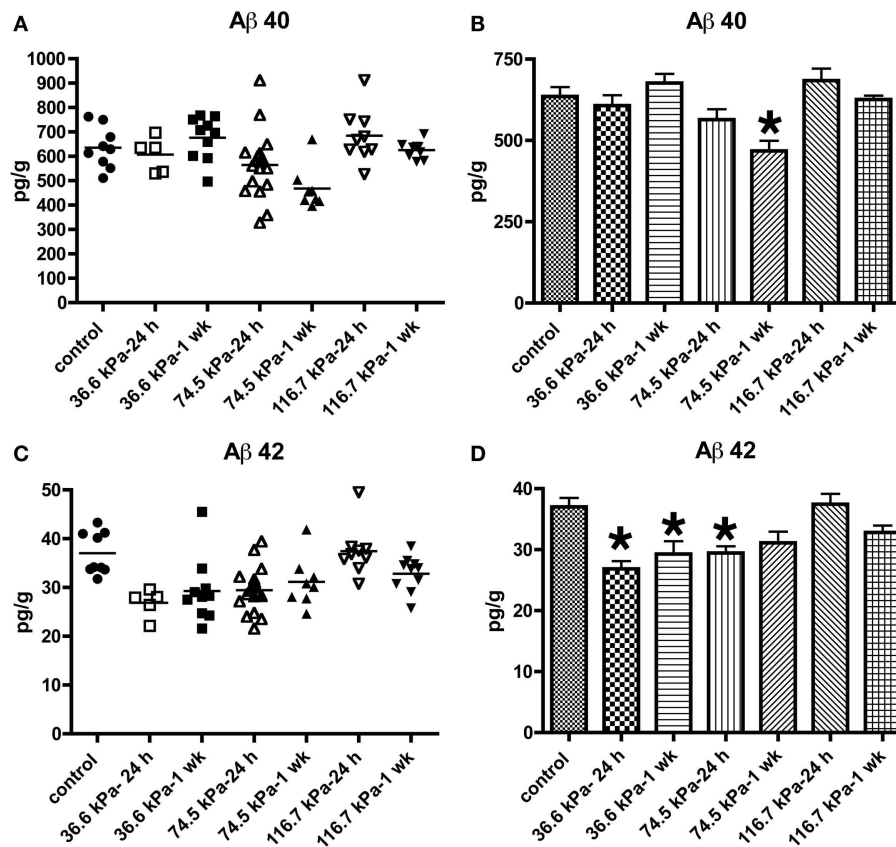 A
Aβ 40
pg/g
1000
900
800
700
600
500
400
300
200
100
0
control
36.6 kPa-24 h
36.6 kPa-1 wk
74.5 kPa-24 h
74.5 kPa-1 wk
116.7 kPa-24 h
116.7 kPa-1 wk
B
Aβ 40
pg/g
750
500
250
0
*
control
36.6 kPa-24 h
36.6 kPa-1 wk
74.5 kPa-24 h
74.5 kPa-1 wk
116.7 kPa-24 h
116.7 kPa-1 wk
C
Aβ 42
pg/g
50
40
30
20
10
0
control
36.6 kPa- 24 h
36.6 kPa-1 wk
74.5 kPa-24 h
74.5 kPa-1 wk
116.7 kPa-24 h
116.7 kPa-1 wk
D
Aβ 42
pg/g
40
30
20
10
0
* * *
control
36.6 kPa- 24 h
36.6 kPa-1 wk
74.5 kPa-24 h
74.5 kPa-1 wk
116.7 kPa-24 h
116.7 kPa-1 wk